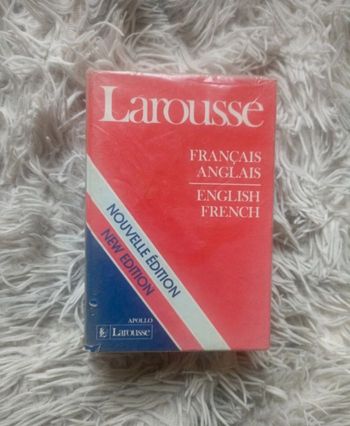 Larousse
FRANÇAIS
ANGLAIS
ENGLISH
FRENCH
NOUVELLE ÉDITION
NEW EDITION
APOLLO
Larousse